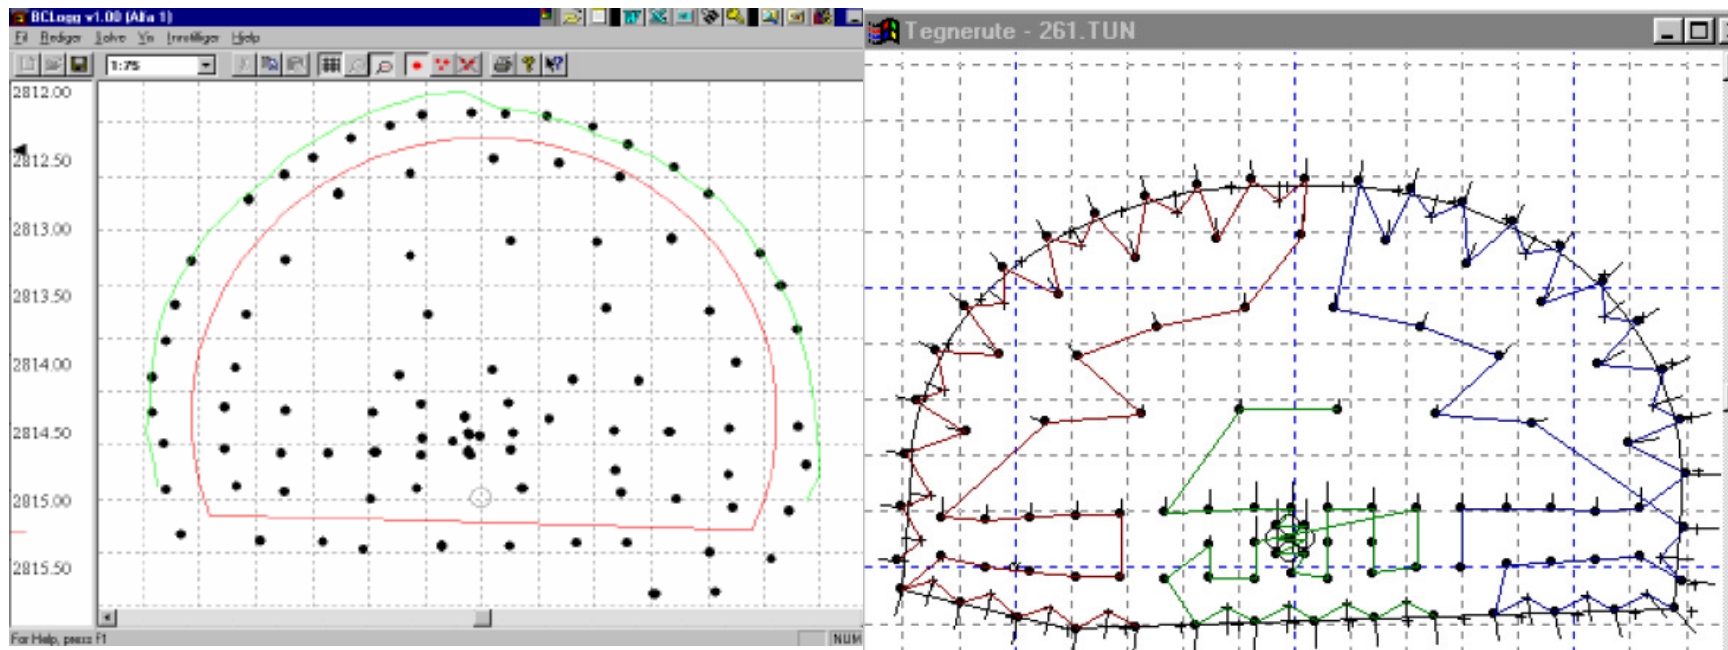 BCLogg v1.00 (Alfa 1)
Fil Rediger Solve Vis Innstillinger Hjelp
1:75
2812.00
2812.50
2813.00
2813.50
2814.00
2814.50
2815.00
2815.50
For Help, press F1
NUM
Tegnerute - 261.TUN